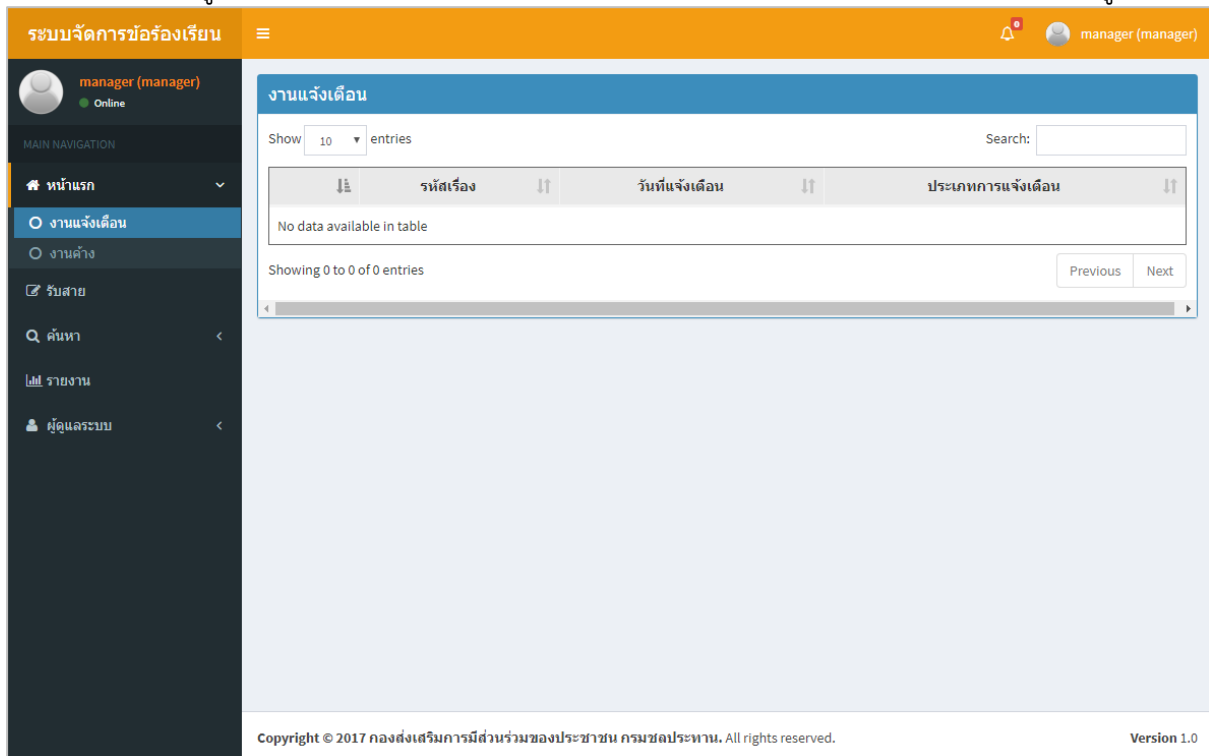 ระบบจัดการข้อร้องเรียน
0
manager (manager)
manager (manager)
Online
MAIN NAVIGATION
หน้าแรก
งานแจ้งเตือน
งานค้าง
รับสาย
ค้นหา
รายงาน
ผู้ดูแลระบบ
งานแจ้งเตือน
Show 10 entries Search:
รหัสเรื่อง วันที่แจ้งเตือน ประเภทการแจ้งเตือน
No data available in table
Showing 0 to 0 of 0 entries Previous Next
Copyright © 2017 กองส่งเสริมการมีส่วนร่วมของประชาชน กรมชลประทาน. All rights reserved. Version 1.0